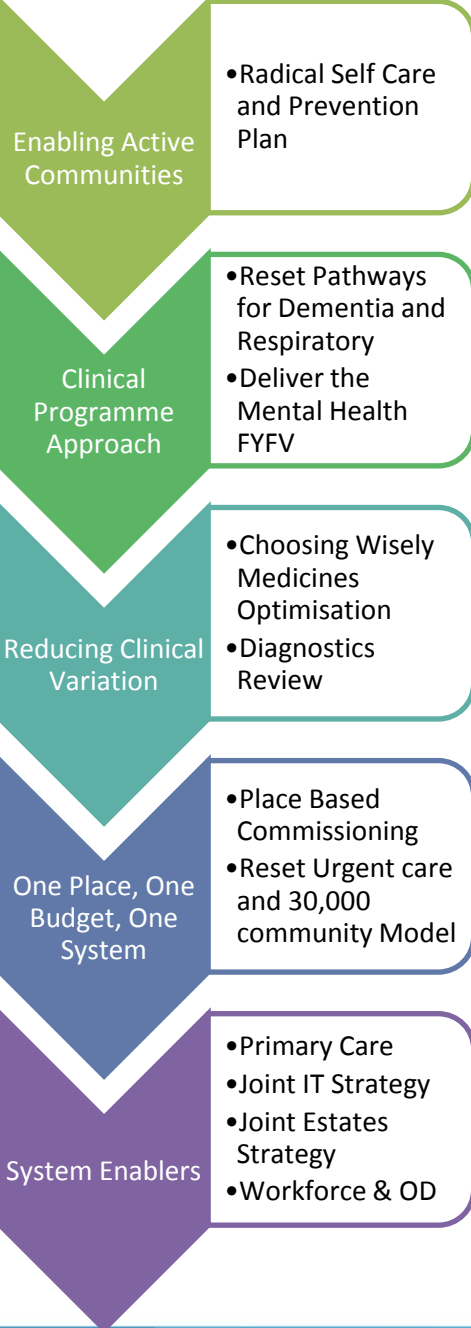 Enabling Active
Communities
•Radical Self Care
and Prevention
Plan
Clinical
Programme
Approach
•Reset Pathways
for Dementia and
Respiratory
•Deliver the
Mental Health
FYFV
Reducing Clinical
Variation
•Choosing Wisely
Medicines
Optimisation
•Diagnostics
Review
One Place, One
Budget, One
System
•Place Based
Commissioning
•Reset Urgent care
and 30,000
community Model
System Enablers
•Primary Care
•Joint IT Strategy
•Joint Estates
Strategy
•Workforce & OD